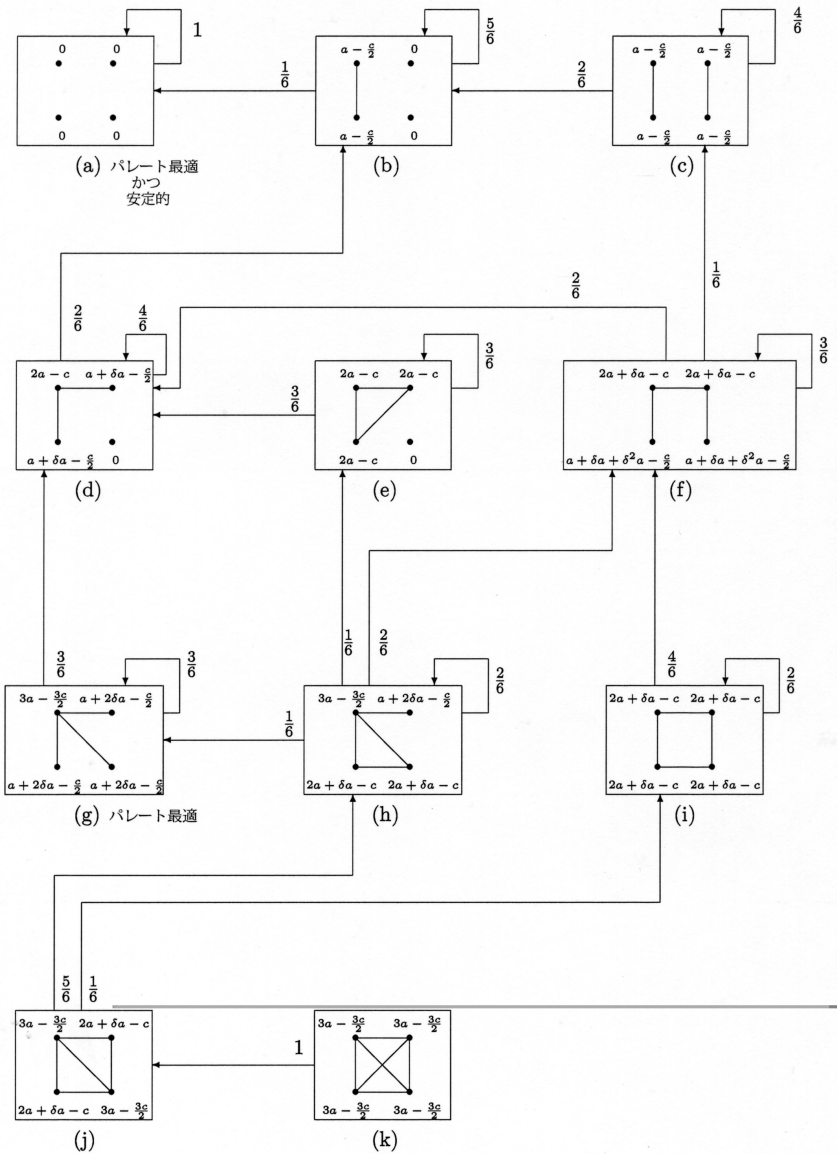 0 0 1
0 0
(a) パレート最適
かつ
安定的
1/6
a − c/2 0 5/6
a − c/2 0
(b)
2/6
a − c/2 a − c/2 4/6
a − c/2 a − c/2
(c)
2/6 4/6 2/6 1/6
2a − c a + δa − c/2
a + δa − c/2 0
(d)
3/6
2a − c 2a − c 3/6
2a − c 0
(e)
2a + δa − c 2a + δa − c 3/6
a + δa + δ²a − c/2 a + δa + δ²a − c/2
(f)
3/6 3/6
3a − 3c/2 a + 2δa − c/2
a + 2δa − c/2 a + 2δa − c/2
(g) パレート最適
1/6
1/6 2/6 2/6
3a − 3c/2 a + 2δa − c/2
2a + δa − c 2a + δa − c
(h)
4/6 2/6
2a + δa − c 2a + δa − c
2a + δa − c 2a + δa − c
(i)
5/6 1/6
3a − 3c/2 2a + δa − c
2a + δa − c 3a − 3c/2
(j)
1
3a − 3c/2 3a − 3c/2
3a − 3c/2 3a − 3c/2
(k)